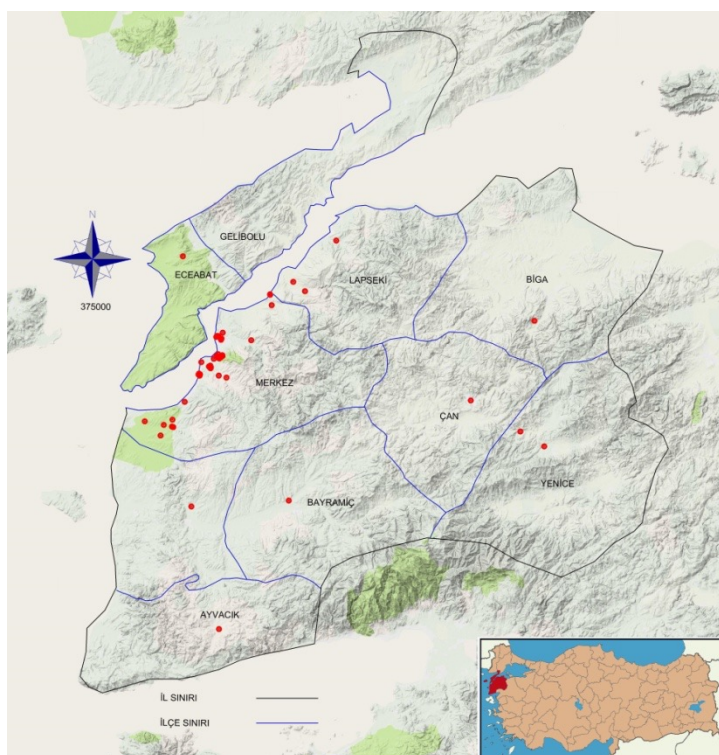 N
GELİBOLU
ECEABAT
375000
LAPSEKİ
BİGA
MERKEZ
ÇAN
YENİCE
BAYRAMİÇ
AYVACIK
İL SINIRI
İLÇE SINIRI